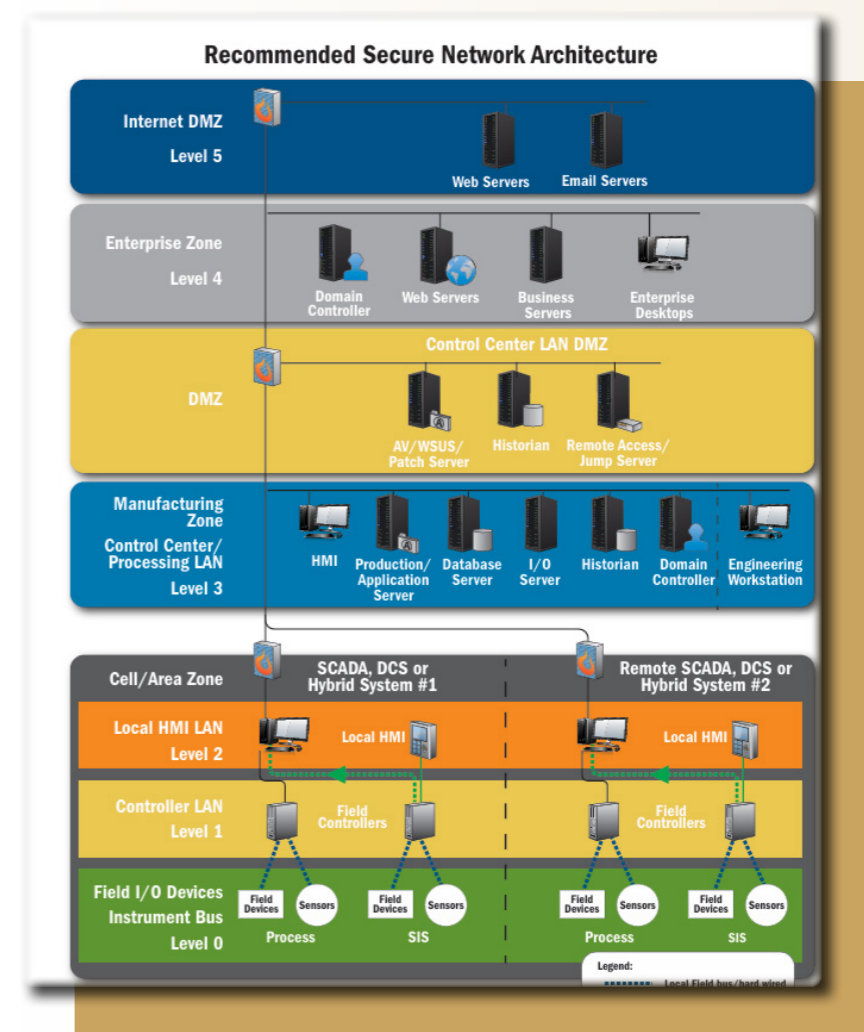 Recommended Secure Network Architecture
Internet DMZ
Level 5
Web Servers
Email Servers
Enterprise Zone
Level 4
Domain
Controller
Web Servers
Business
Servers
Enterprise
Desktops
Control Center LAN DMZ
DMZ
AV/WSUS/
Patch Server
Historian
Remote Access/
Jump Server
Manufacturing
Zone
Control Center/
Processing LAN
Level 3
HMI
Production/
Application
Server
Database
Server
I/O
Server
Historian
Domain
Controller
Engineering
Workstation
Cell/Area Zone
SCADA, DCS or
Hybrid System #1
Remote SCADA, DCS or
Hybrid System #2
Local HMI LAN
Level 2
Local HMI
Local HMI
Controller LAN
Level 1
Field
Controllers
Field
Controllers
Field I/O Devices
Instrument Bus
Level 0
Field
Devices
Sensors
Field
Devices
Sensors
Field
Devices
Sensors
Field
Devices
Sensors
Process
SIS
Process
SIS
Legend:
Local Field bus/hard wired